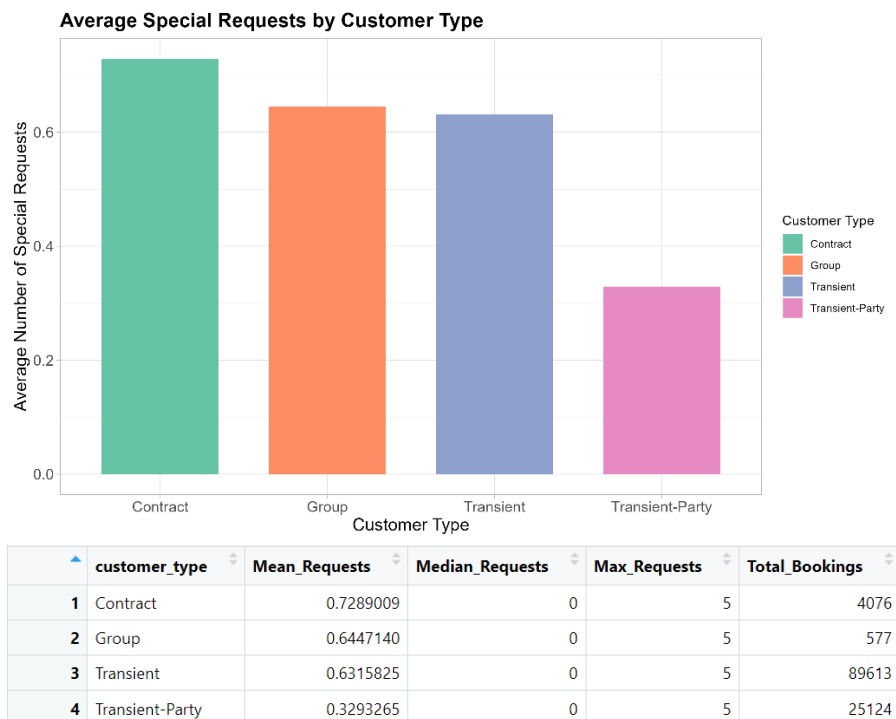 Average Special Requests by Customer Type
Average Number of Special Requests
0.6
0.4
0.2
0.0
Contract Group Transient Transient-Party
Customer Type
Customer Type
Contract
Group
Transient
Transient-Party
customer_type Mean_Requests Median_Requests Max_Requests Total_Bookings
1 Contract 0.7289009 0 5 4076
2 Group 0.6447140 0 5 577
3 Transient 0.6315825 0 5 89613
4 Transient-Party 0.3293265 0 5 25124